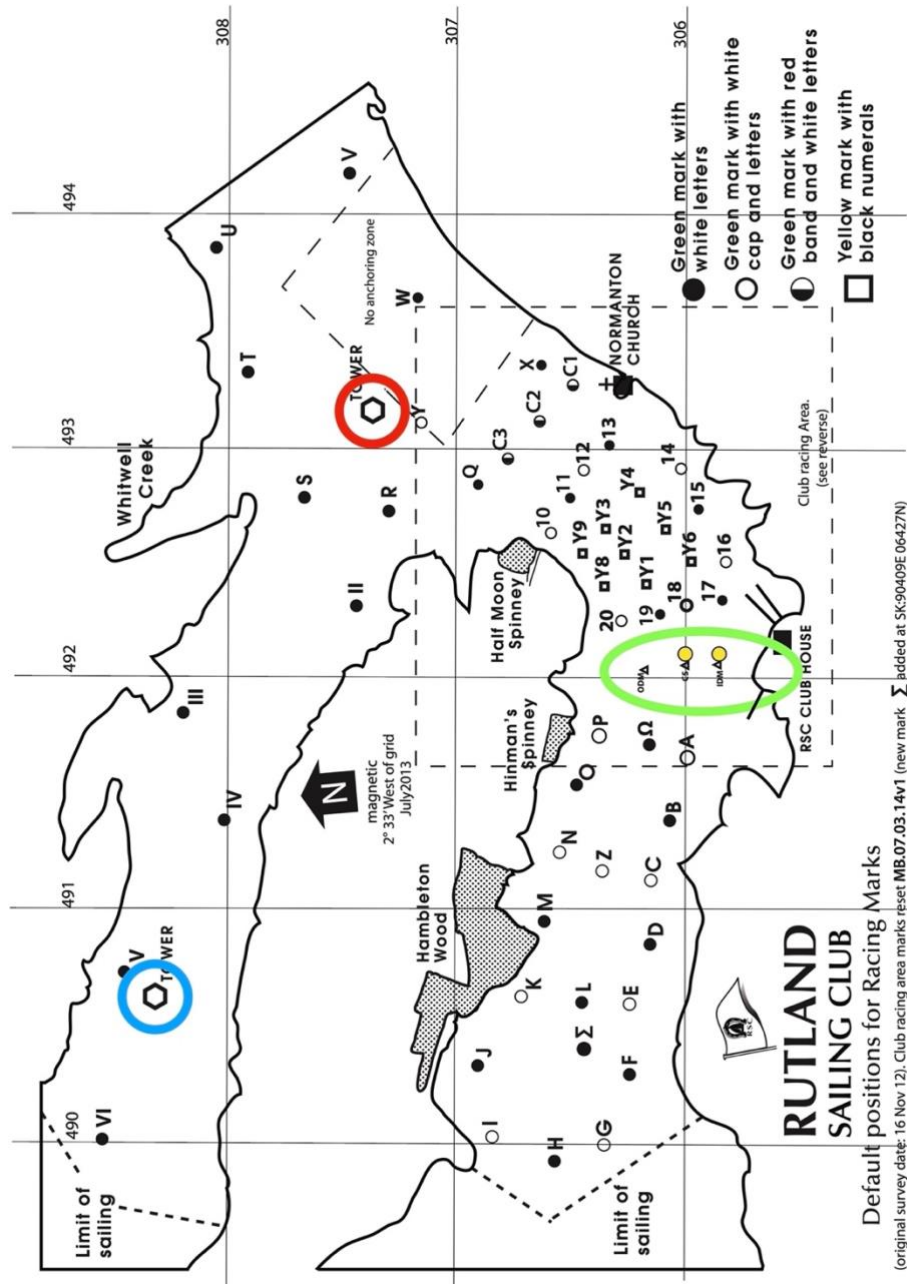 490
491
492
493
494
Limit of
sailing
VI
V
TOWER
IV
III
Whitwell
Creek
S
T
U
308
II
R
TOWER
No anchoring zone
V
N
magnetic
2° 33' West of grid
July2013
Y
W
Hambleton
Wood
307
I
J
K
Hinman's
Spinney
Half Moon
Spinney
Q
C3
C2
X
H
M
N
O
P
10
11
12
C1
NORMANTON
CHURCH
Limit of
sailing
G
Σ
L
Z
20
Y8
Y9
Y3
Y2
13
F
E
D
C
B
Ω
A
ODM
CS
IDM
19
18
Y1
Y4
Y5
Y6
14
15
16
17
306
RSC CLUB HOUSE
Club racing Area.
(see reverse)
RSC
RUTLAND
SAILING CLUB
Default positions for Racing Marks
(original survey date: 16 Nov 12). Club racing area marks reset MB.07.03.14v1 (new mark Σ added at SK:90409E 06427N)
Green mark with
white letters
Green mark with white
cap and letters
Green mark with red
band and white letters
Yellow mark with
black numerals